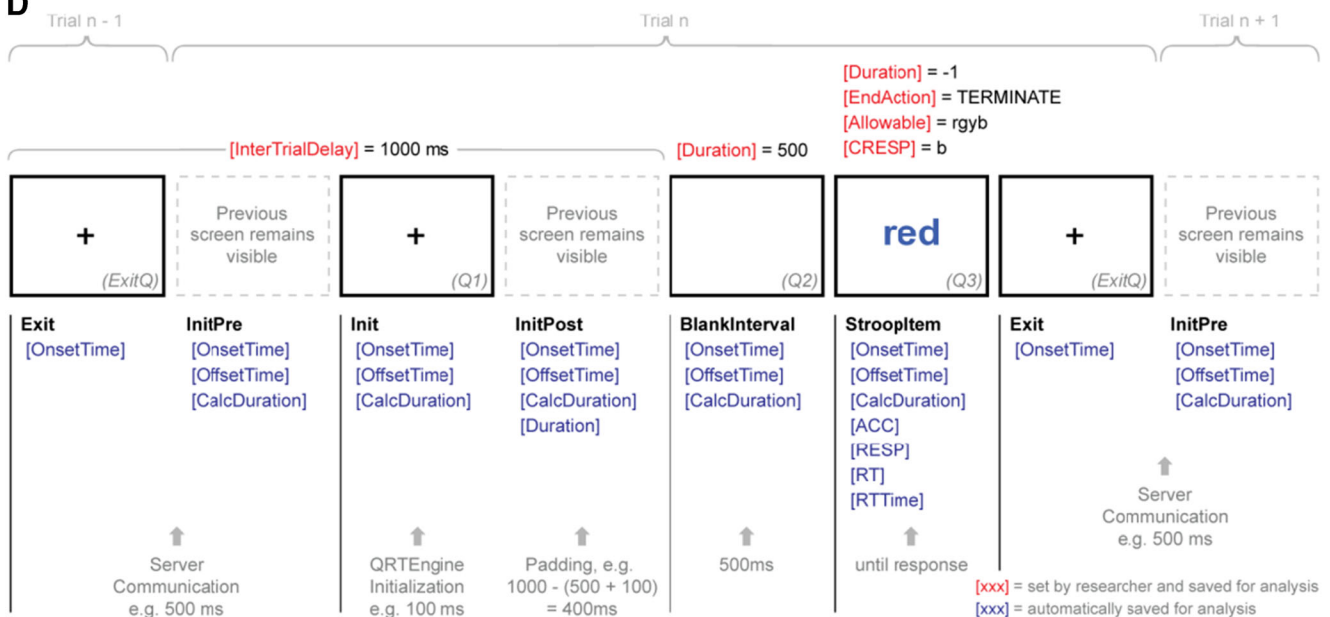 D
Trial n - 1
Trial n
Trial n + 1
[Duration] = -1
[EndAction] = TERMINATE
[Allowable] = rgyb
[CRESP] = b
[InterTrialDelay] = 1000 ms
[Duration] = 500
+
(ExitQ)
Previous
screen remains
visible
+
(Q1)
Previous
screen remains
visible
(Q2)
red
(Q3)
+
(ExitQ)
Previous
screen remains
visible
Exit
[OnsetTime]
InitPre
[OnsetTime]
[OffsetTime]
[CalcDuration]
Init
[OnsetTime]
[OffsetTime]
[CalcDuration]
InitPost
[OnsetTime]
[OffsetTime]
[CalcDuration]
[Duration]
BlankInterval
[OnsetTime]
[OffsetTime]
[CalcDuration]
StroopItem
[OnsetTime]
[OffsetTime]
[CalcDuration]
[ACC]
[RESP]
[RT]
[RTTime]
Exit
[OnsetTime]
InitPre
[OnsetTime]
[OffsetTime]
[CalcDuration]
Server
Communication
e.g. 500 ms
QRTEngine
Initialization
e.g. 100 ms
Padding, e.g.
1000 - (500 + 100)
= 400ms
500ms
until response
Server
Communication
e.g. 500 ms
[xxx] = set by researcher and saved for analysis
[xxx] = automatically saved for analysis